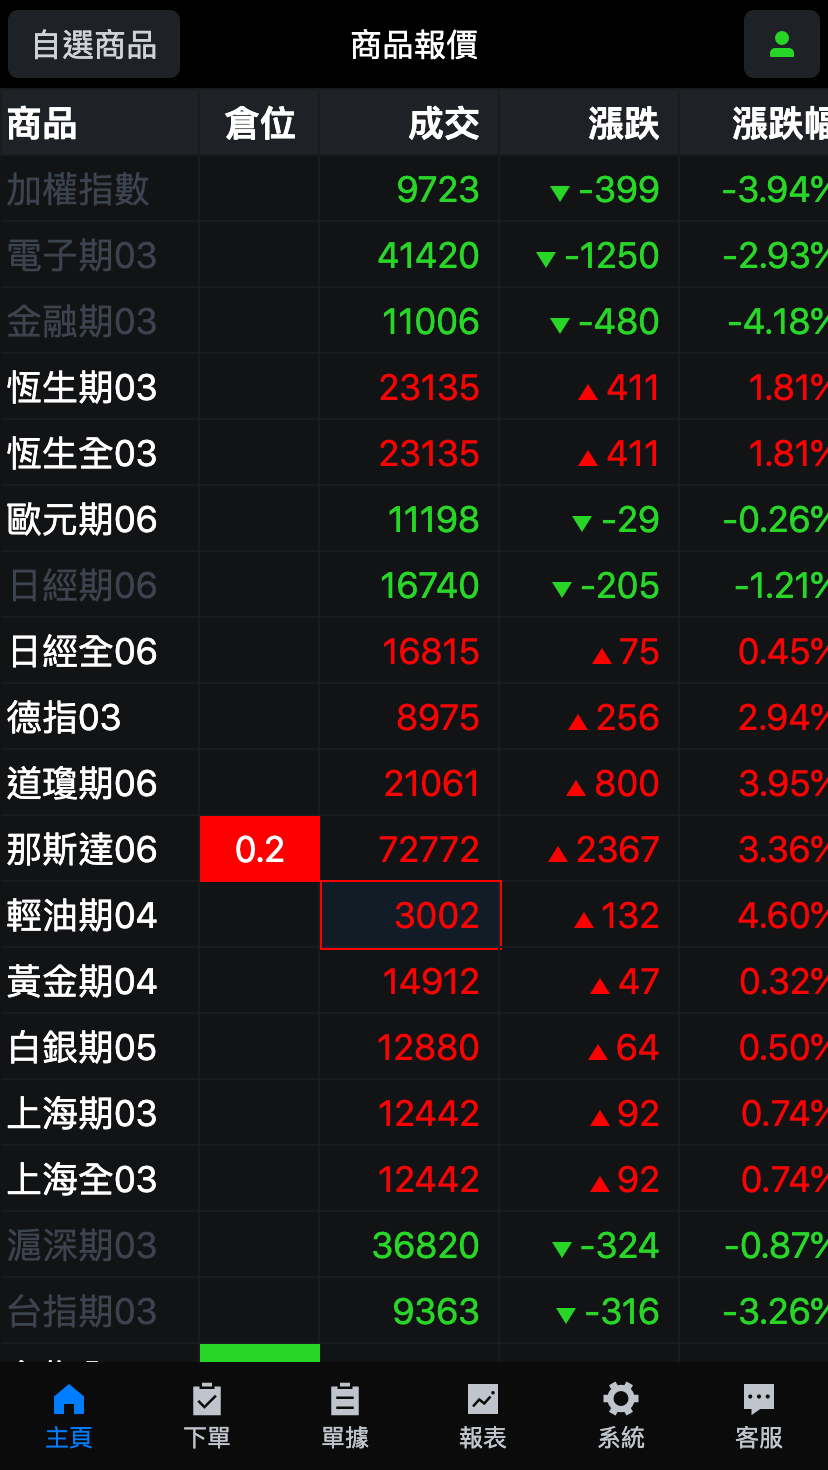 自選商品 商品報價
商品 倉位 成交 漲跌 漲跌幅
加權指數 9723 ▼-399 -3.94%
電子期03 41420 ▼-1250 -2.93%
金融期03 11006 ▼-480 -4.18%
恆生期03 23135 ▲411 1.81%
恆生全03 23135 ▲411 1.81%
歐元期06 11198 ▼-29 -0.26%
日經期06 16740 ▼-205 -1.21%
日經全06 16815 ▲75 0.45%
德指03 8975 ▲256 2.94%
道瓊期06 21061 ▲800 3.95%
那斯達06 0.2 72772 ▲2367 3.36%
輕油期04 3002 ▲132 4.60%
黃金期04 14912 ▲47 0.32%
白銀期05 12880 ▲64 0.50%
上海期03 12442 ▲92 0.74%
上海全03 12442 ▲92 0.74%
滬深期03 36820 ▼-324 -0.87%
台指期03 9363 ▼-316 -3.26%
主頁 下單 單據 報表 系統 客服